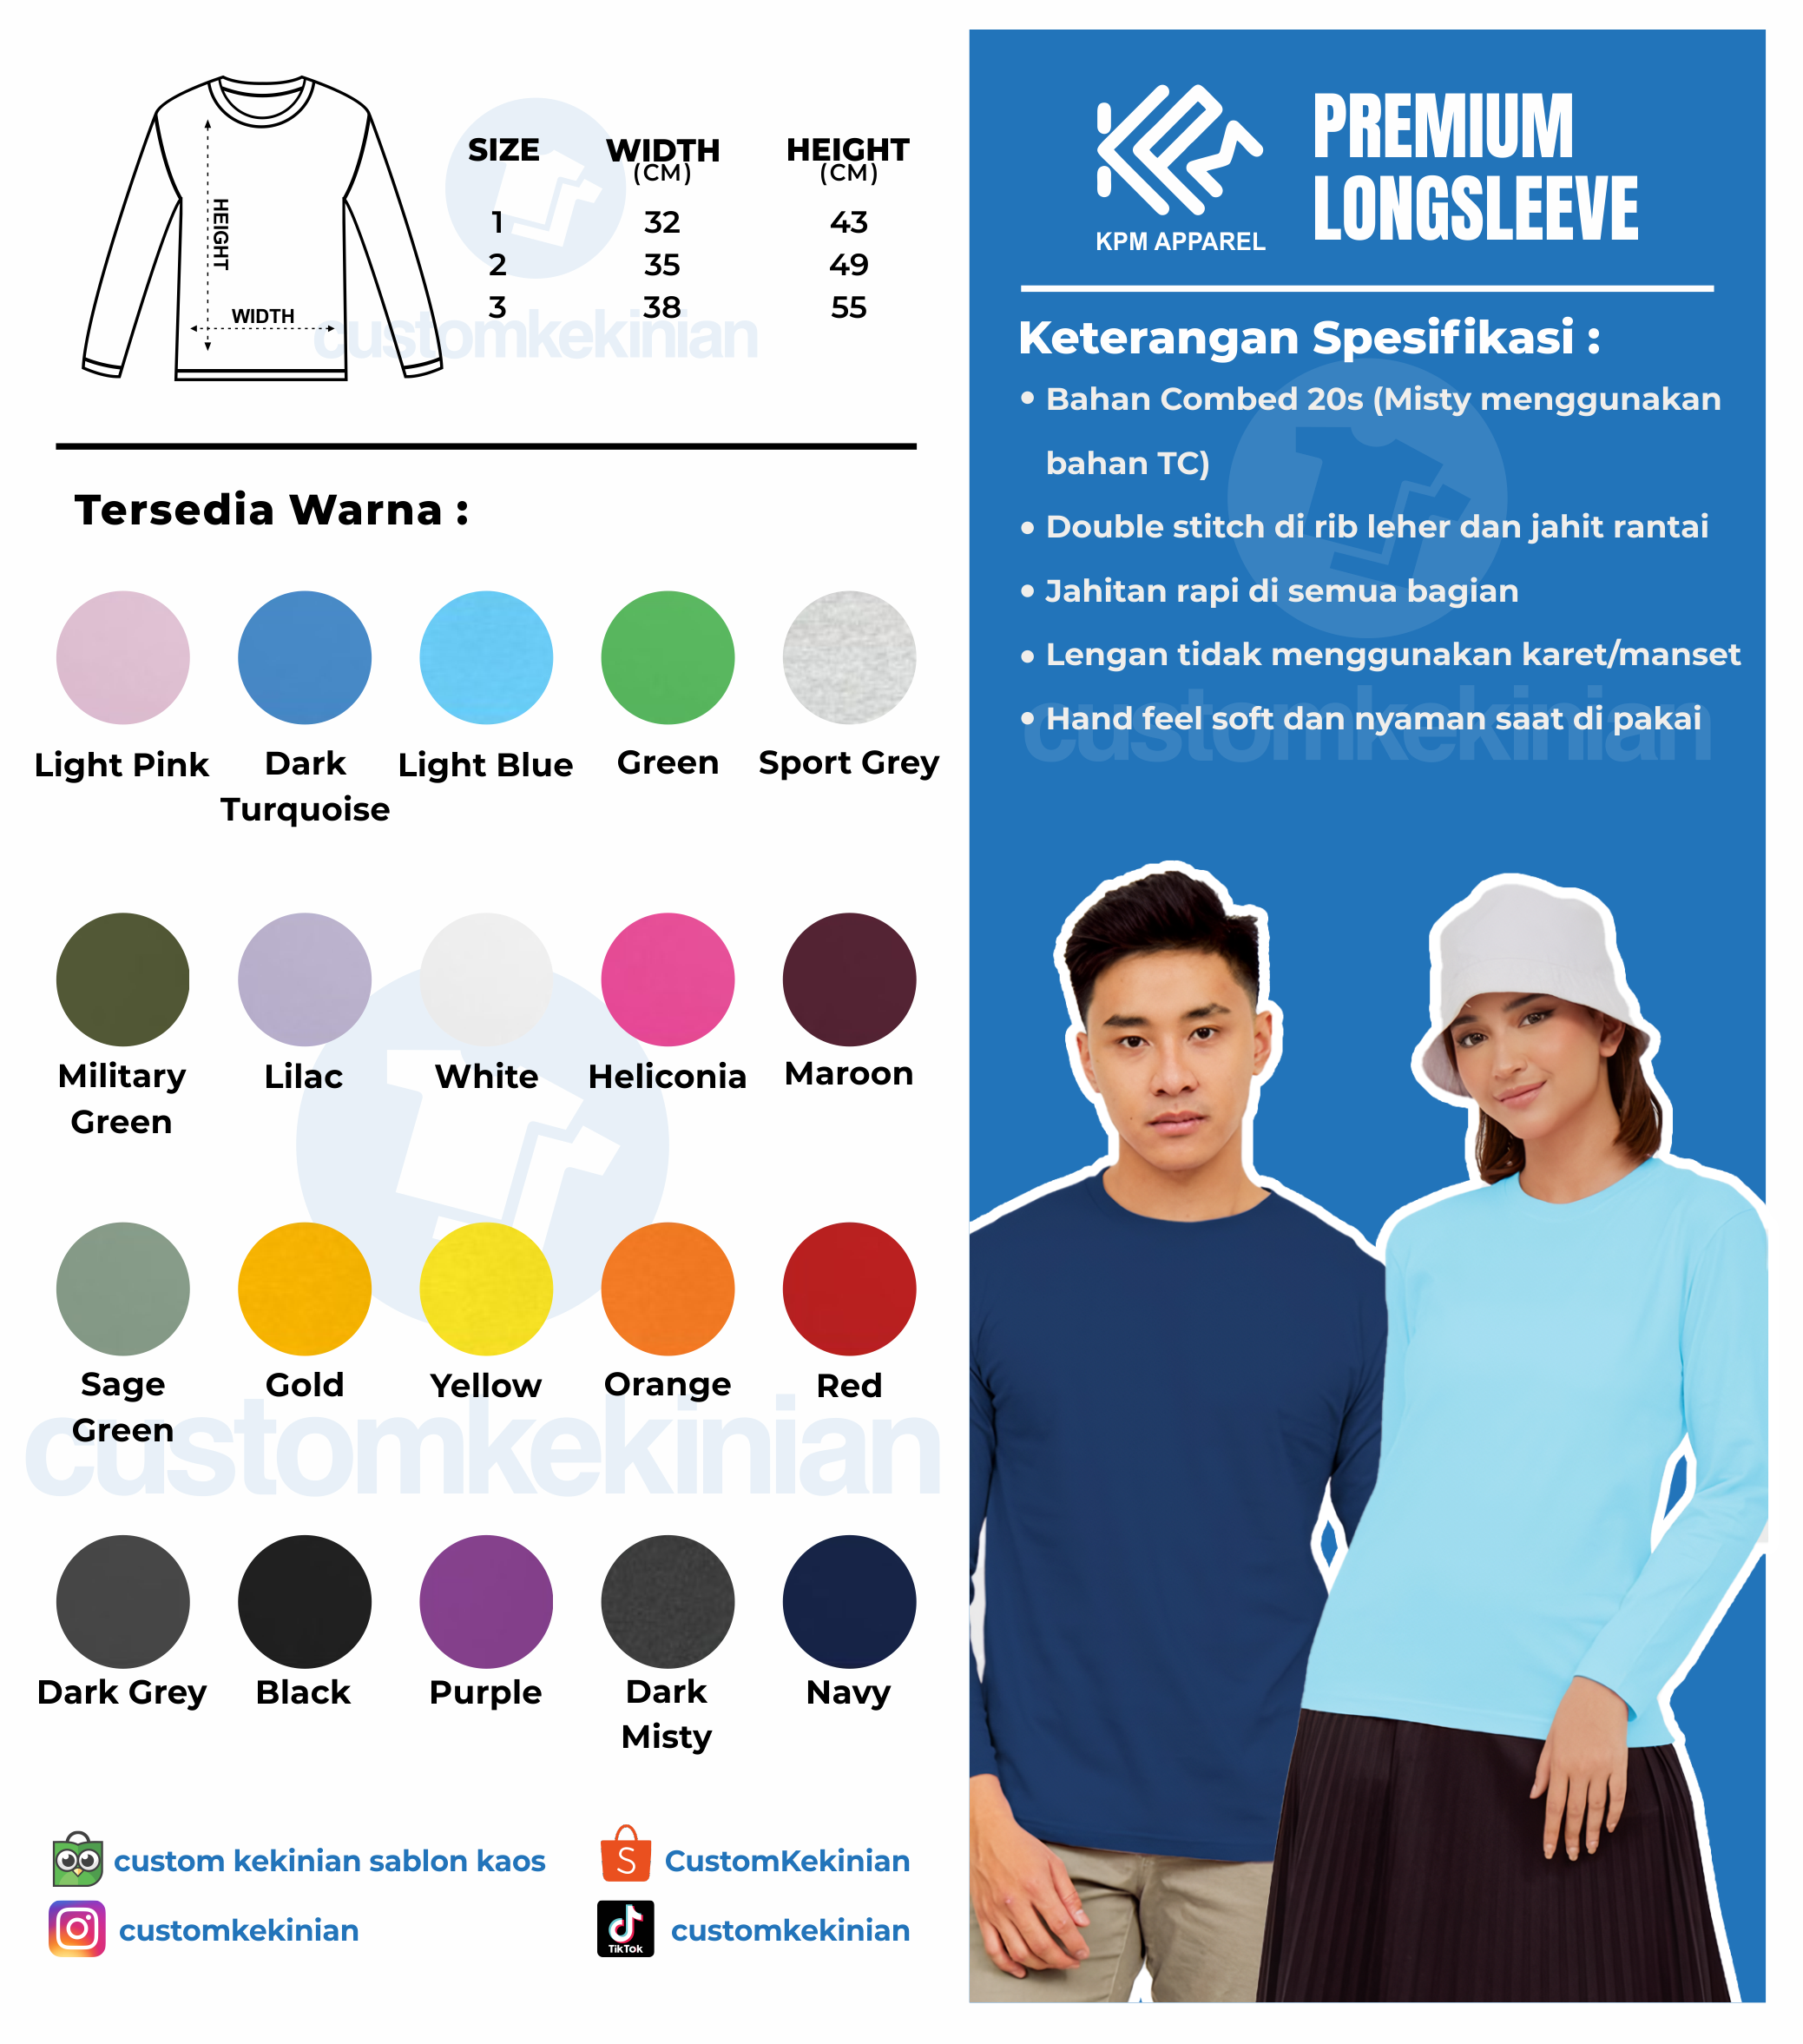 HEIGHT
WIDTH
SIZE WIDTH HEIGHT
(CM) (CM)
1 32 43
2 35 49
3 38 55
customkekinian
Tersedia Warna :
Light Pink
Dark
Turquoise
Light Blue
Green
Sport Grey
Military
Green
Lilac
White
Heliconia
Maroon
Sage
Green
Gold
Yellow
Orange
Red
customkekinian
Dark Grey
Black
Purple
Dark
Misty
Navy
custom kekinian sablon kaos
S
CustomKekinian
customkekinian
TikTok
customkekinian
KPM APPAREL
PREMIUM
LONGSLEEVE
Keterangan Spesifikasi :
• Bahan Combed 20s (Misty menggunakan
bahan TC)
• Double stitch di rib leher dan jahit rantai
• Jahitan rapi di semua bagian
• Lengan tidak menggunakan karet/manset
• Hand feel soft dan nyaman saat di pakai
customkekinian